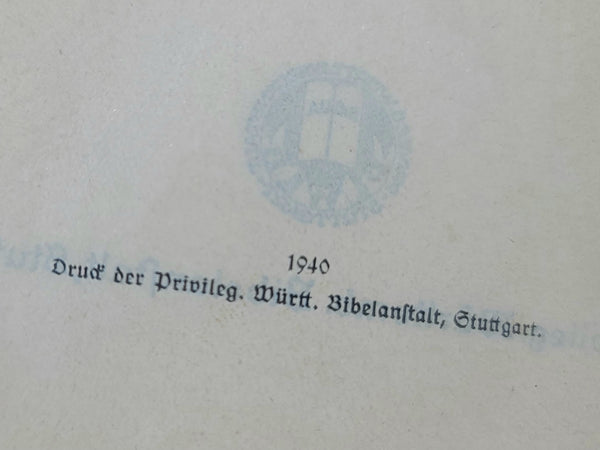 1940
Druck der Privileg. Württ. Bibelanſtalt, Stuttgart.